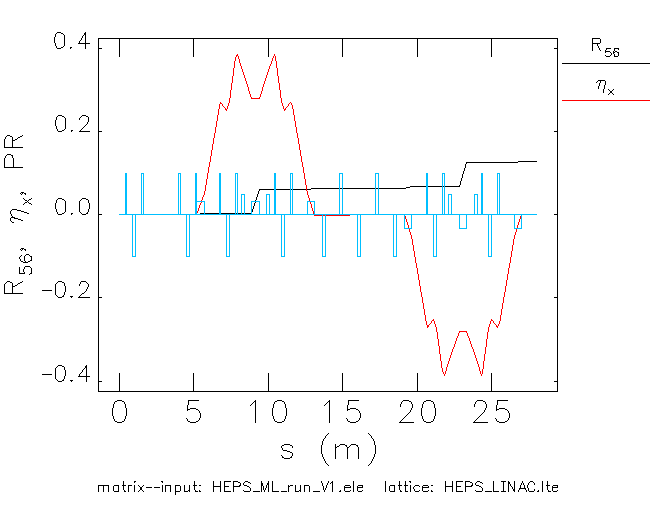 0.4
0.2
0.0
−0.2
−0.4
R₅₆, ηₓ, PR
0 5 10 15 20 25
s (m)
R₅₆
ηₓ
matrix--input: HEPS_ML_run_V1.ele lattice: HEPS_LINAC.lte